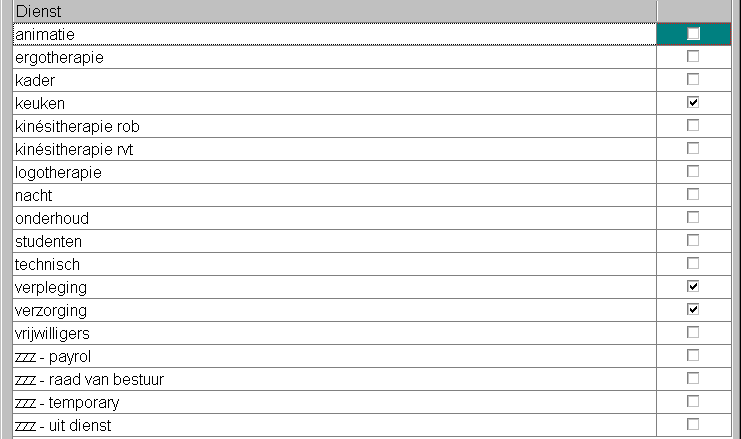 Dienst
animatie
ergotherapie
kader
keuken
kinésitherapie rob
kinésitherapie rvt
logotherapie
nacht
onderhoud
studenten
technisch
verpleging
verzorging
vrijwilligers
zzz - payrol
zzz - raad van bestuur
zzz - temporary
zzz - uit dienst